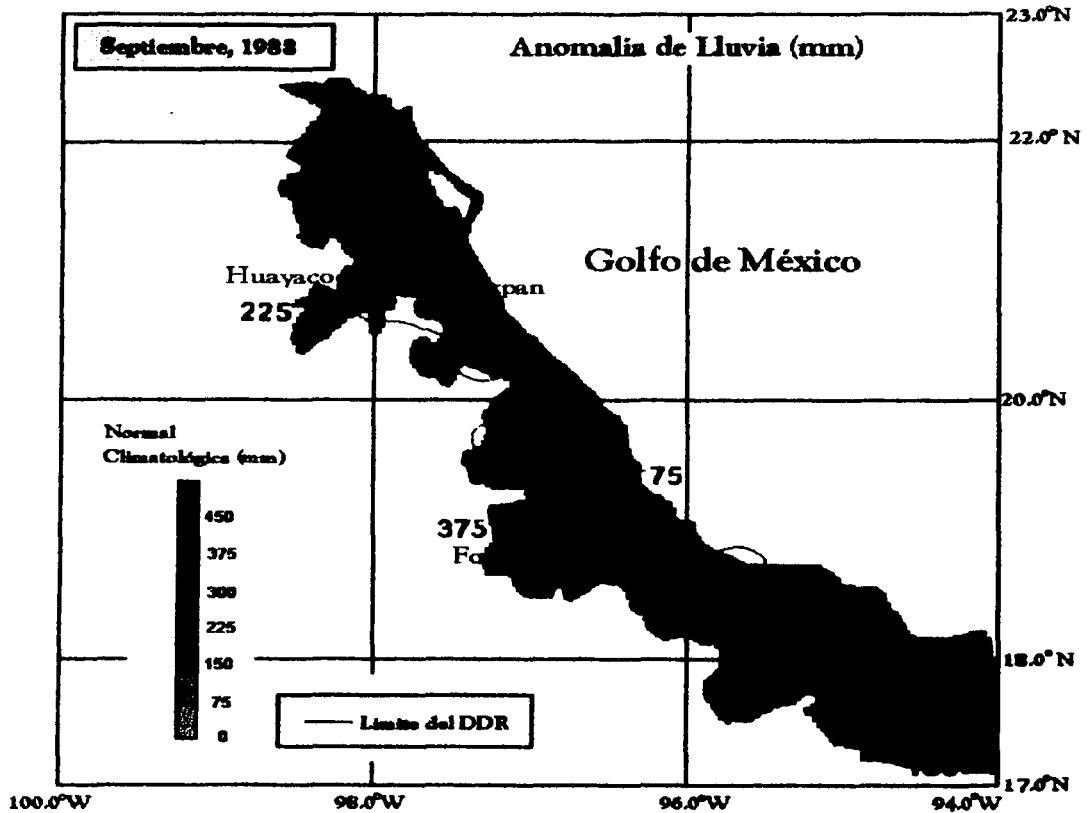 Septiembre, 1988
Anomalia de Lluvia (mm)
23.0°N
22.0°N
Golfo de México
Huayaco
xpan
225
20.0°N
Normal
Climatológica (mm)
75
450
375
Fo
375
300
225
150
18.0°N
75
0
Limite del DDR
17.0°N
100.0°W
98.0°W
96.0°W
94.0°W